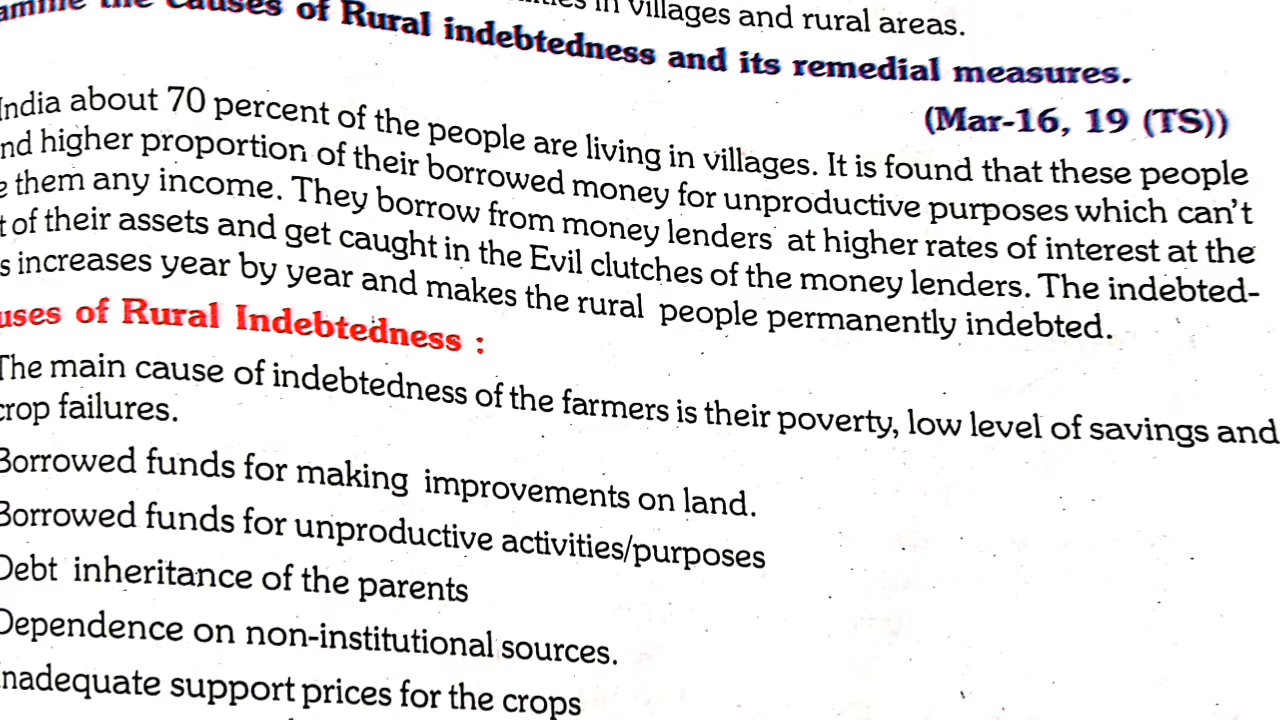 in villages and rural areas.
the causes of Rural indebtedness and its remedial measures.
(Mar-16, 19 (TS))
India about 70 percent of the people are living in villages. It is found that these people
nd higher proportion of their borrowed money for unproductive purposes which can't
e them any income. They borrow from money lenders at higher rates of interest at the
t of their assets and get caught in the Evil clutches of the money lenders. The indebted-
s increases year by year and makes the rural people permanently indebted.
uses of Rural Indebtedness :
The main cause of indebtedness of the farmers is their poverty, low level of savings and
crop failures.
Borrowed funds for making improvements on land.
Borrowed funds for unproductive activities/purposes
Debt inheritance of the parents
Dependence on non-institutional sources.
Inadequate support prices for the crops